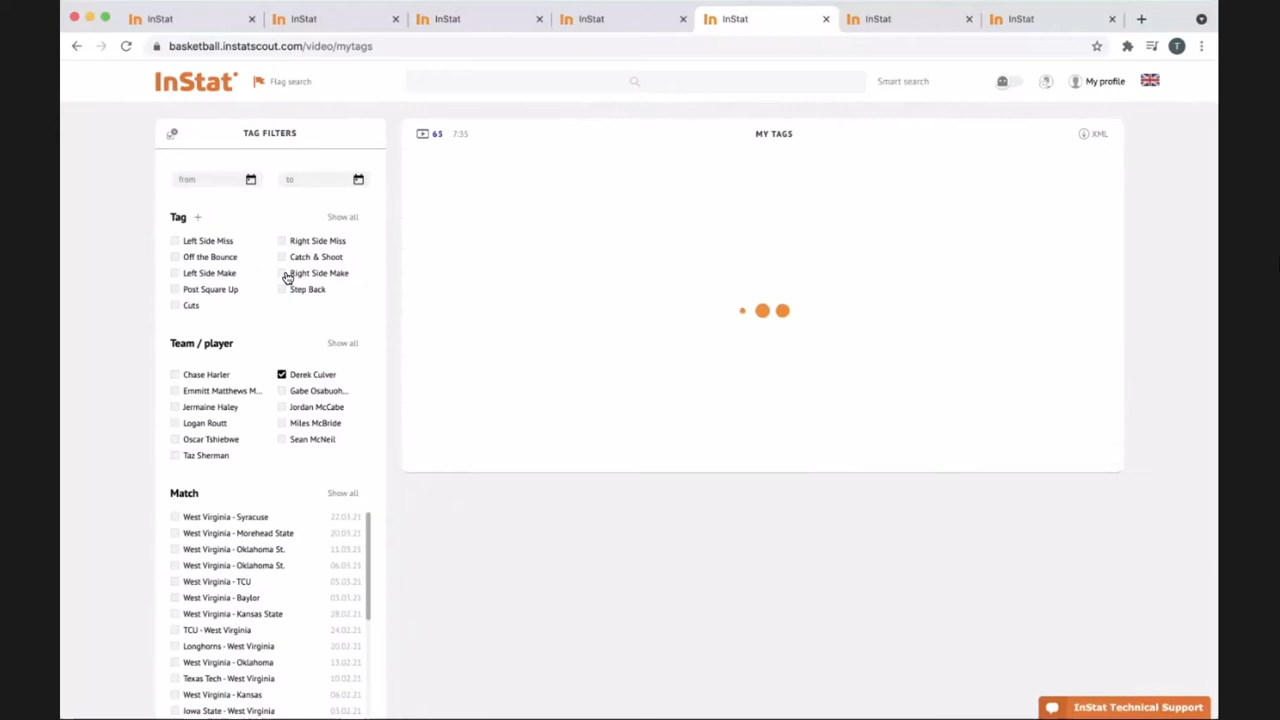 InStat InStat InStat InStat InStat InStat InStat
basketball.instatscout.com/video/mytags T
InStat Flag search Smart search My profile
TAG FILTERS
65 7:35 MY TAGS XML
from to
Tag + Show all
Left Side Miss Right Side Miss
Off the Bounce Catch & Shoot
Left Side Make Right Side Make
Post Square Up Step Back
Cuts
Team / player Show all
Chase Harler Derek Culver
Emmitt Matthews M... Gabe Osabuoh...
Jermaine Haley Jordan McCabe
Logan Routt Miles McBride
Oscar Tshiebwe Sean McNeil
Taz Sherman
Match Show all
West Virginia - Syracuse 22.03.21
West Virginia - Morehead State 20.03.21
West Virginia - Oklahoma St. 11.03.21
West Virginia - Oklahoma St. 06.03.21
West Virginia - TCU 05.03.21
West Virginia - Baylor 03.03.21
West Virginia - Kansas State 28.02.21
TCU - West Virginia 24.02.21
Longhorns - West Virginia 20.02.21
West Virginia - Oklahoma 13.02.21
Texas Tech - West Virginia 10.02.21
West Virginia - Kansas 06.02.21
Iowa State - West Virginia 03.02.21
InStat Technical Support